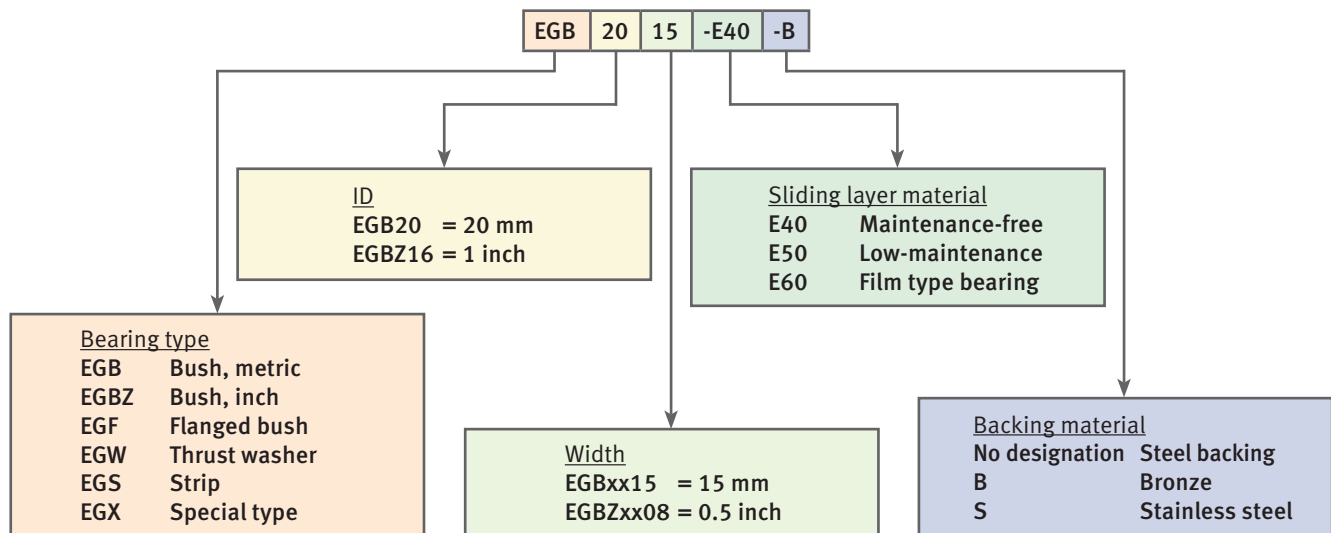 EGB 20 15 -E40 -B
ID
EGB20 = 20 mm
EGBZ16 = 1 inch
Sliding layer material
E40 Maintenance-free
E50 Low-maintenance
E60 Film type bearing
Bearing type
EGB Bush, metric
EGBZ Bush, inch
EGF Flanged bush
EGW Thrust washer
EGS Strip
EGX Special type
Width
EGBxx15 = 15 mm
EGBZxx08 = 0.5 inch
Backing material
No designation Steel backing
B Bronze
S Stainless steel